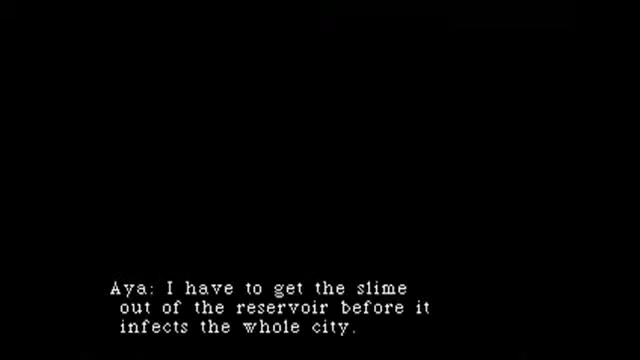 Aya: I have to get the slime
out of the reservoir before it
infects the whole city.